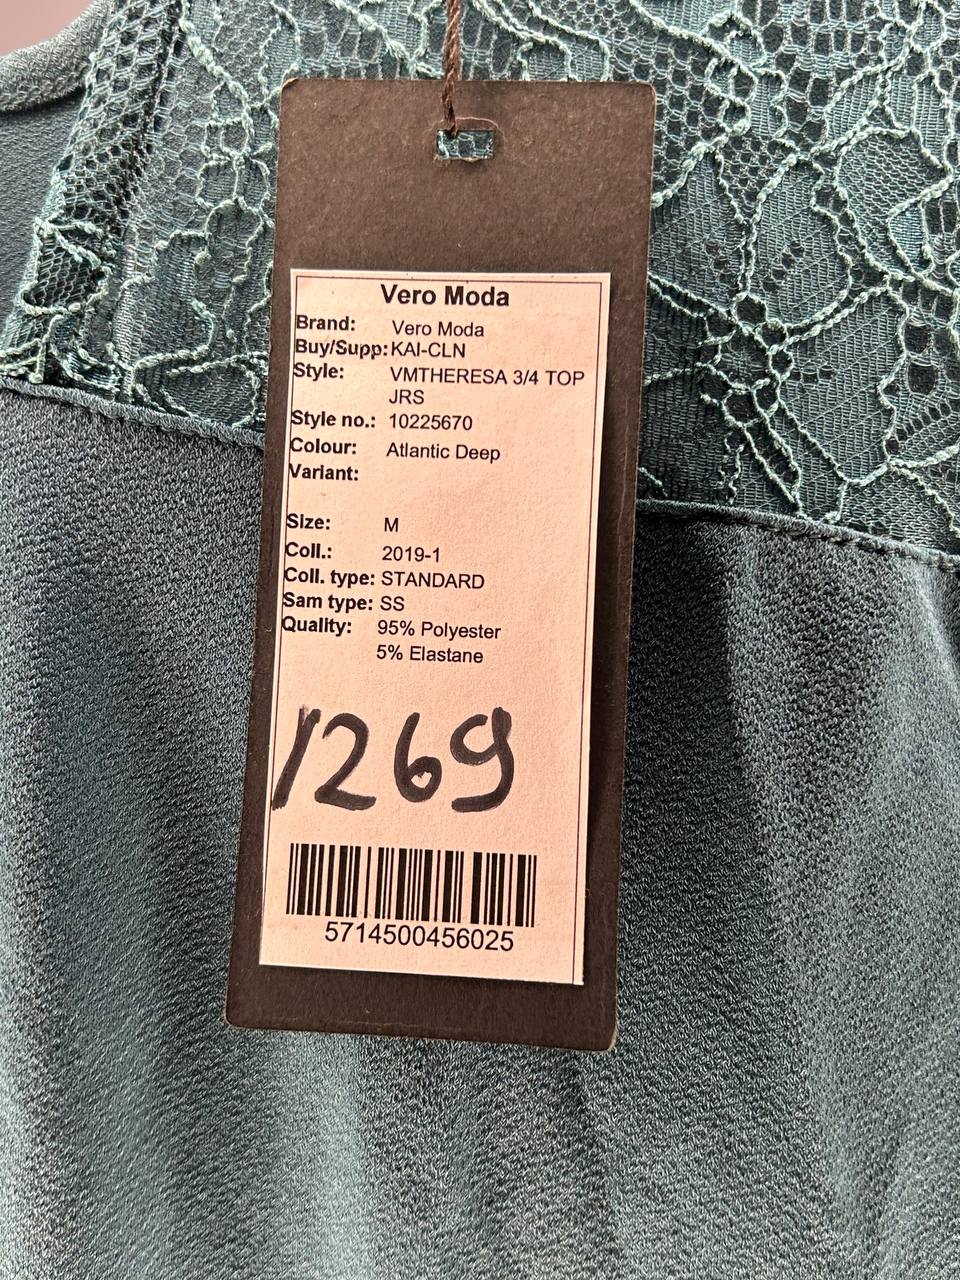 Vero Moda
Brand: Vero Moda
Buy/Supp: KAI-CLN
Style: VMTHERESA 3/4 TOP
JRS
Style no.: 10225670
Colour: Atlantic Deep
Variant:
Size: M
Coll.: 2019-1
Coll. type: STANDARD
Sam type: SS
Quality: 95% Polyester
5% Elastane
1269
5714500456025